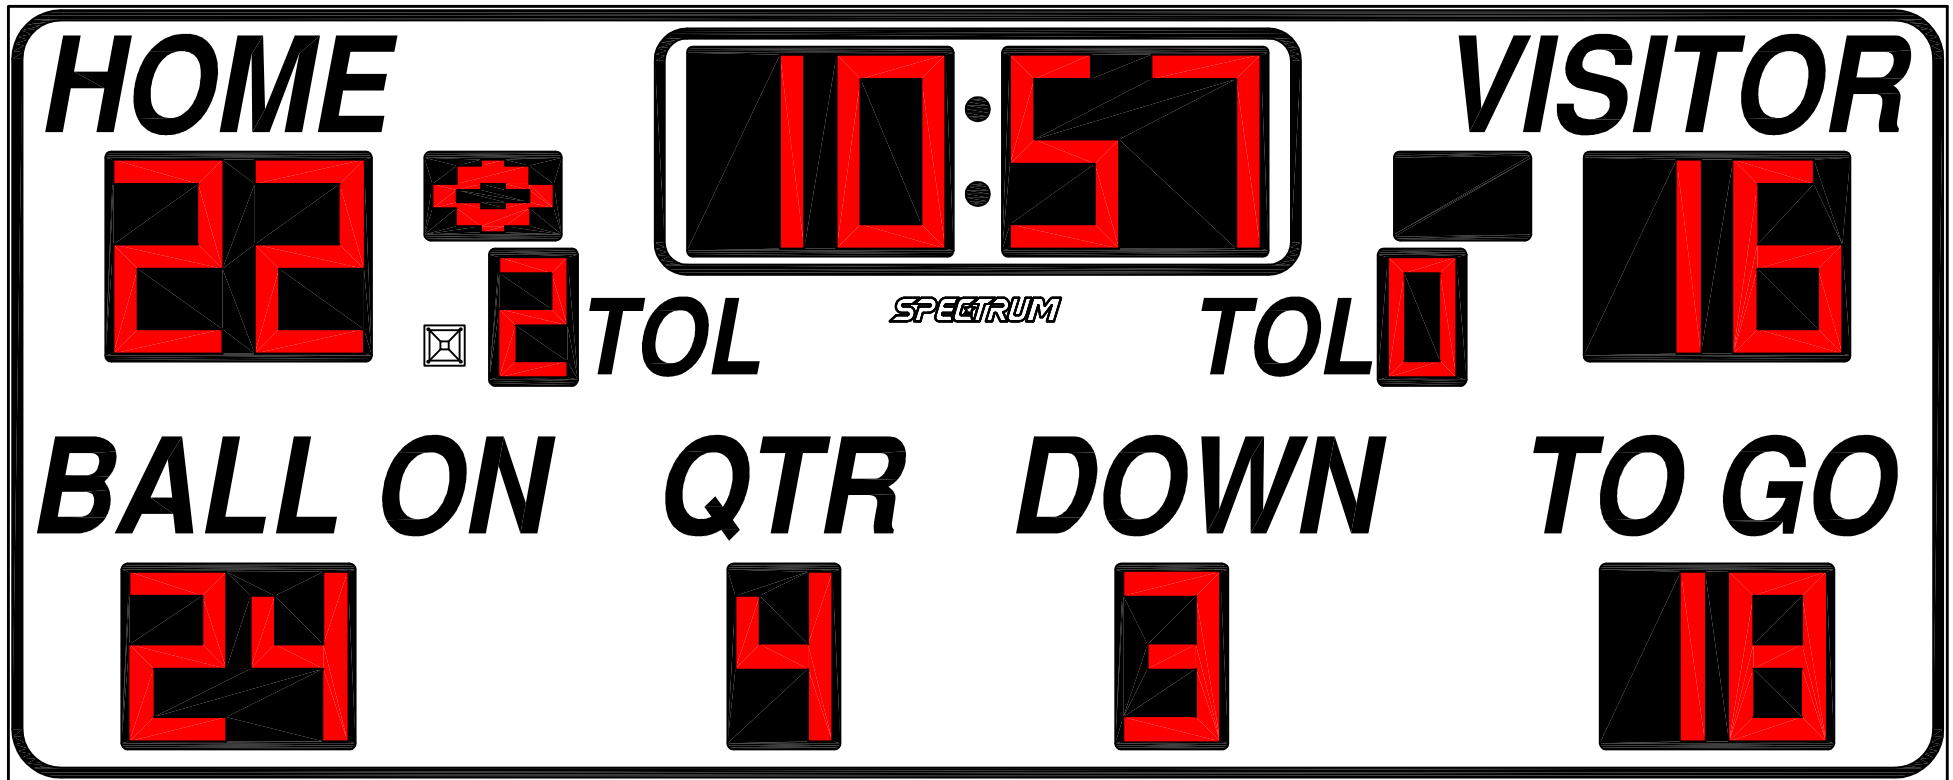 HOME 10:57 VISITOR
22 16
2 TOL SPECTRUM TOL 0
BALL ON QTR DOWN TO GO
24 4 3 18